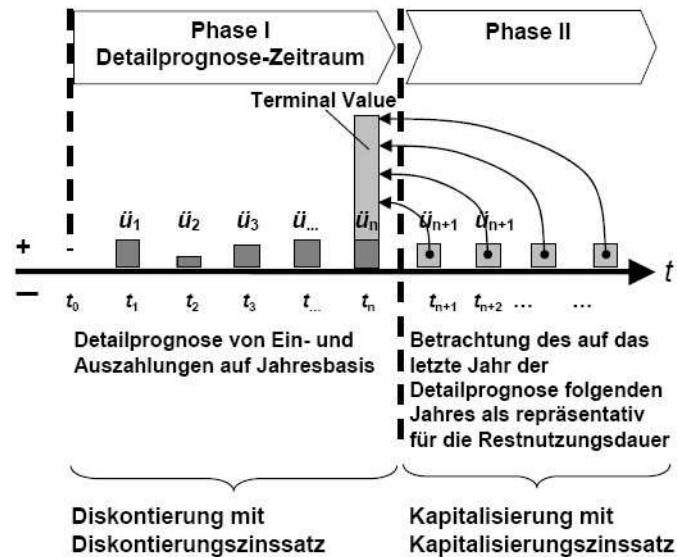 Phase I
Detailprognose-Zeitraum
Phase II
Terminal Value
ü1 ü2 ü3 ü... ün ün+1 ün+1
+
–
t
t0 t1 t2 t3 t... tn tn+1 tn+2 ... ...
Detailprognose von Ein- und
Auszahlungen auf Jahresbasis
Betrachtung des auf das
letzte Jahr der
Detailprognose folgenden
Jahres als repräsentativ
für die Restnutzungsdauer
Diskontierung mit
Diskontierungszinssatz
Kapitalisierung mit
Kapitalisierungszinssatz